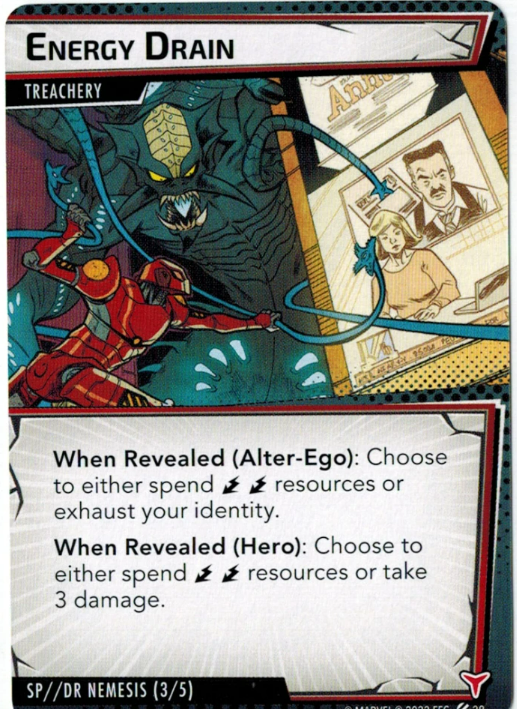 ENERGY DRAIN
TREACHERY
When Revealed (Alter-Ego): Choose
to either spend resources or
exhaust your identity.
When Revealed (Hero): Choose to
either spend resources or take
3 damage.
SP//DR NEMESIS (3/5)